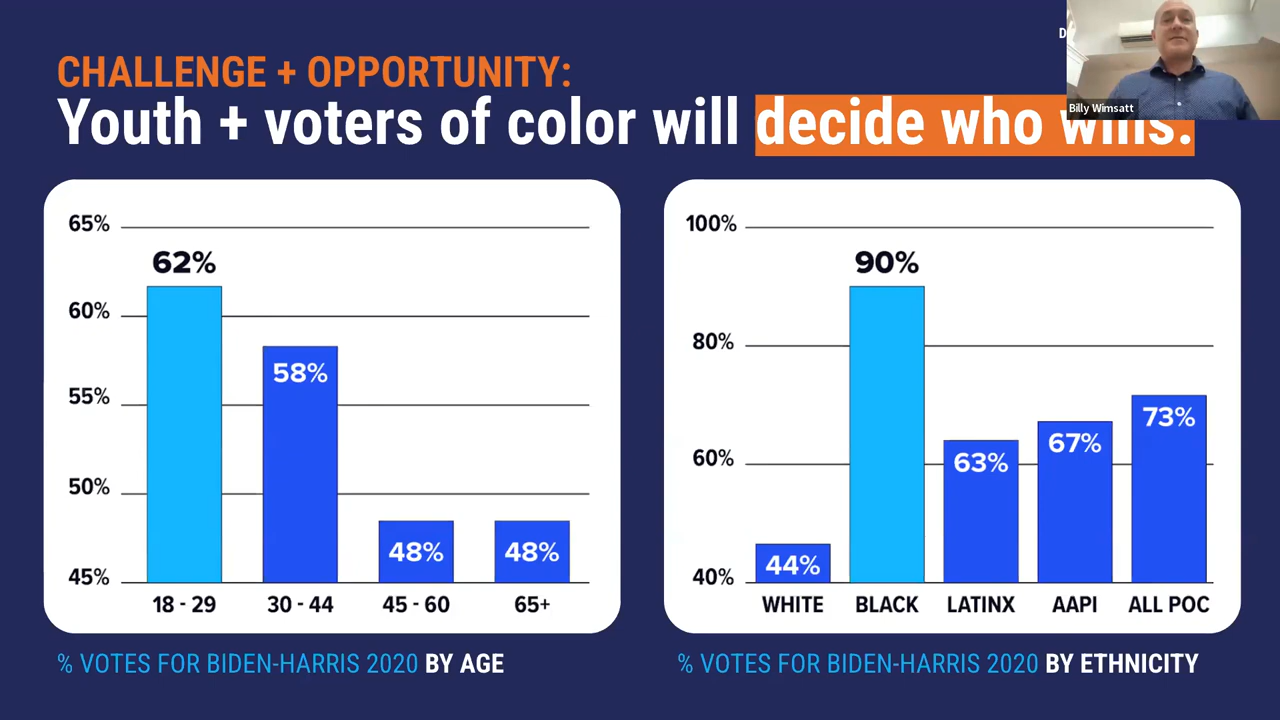 CHALLENGE + OPPORTUNITY:
Youth + voters of color will decide who wins.
D
Billy Wimsatt
65%
60%
55%
50%
45%
62%
58%
48%
48%
18 - 29
30 - 44
45 - 60
65+
% VOTES FOR BIDEN-HARRIS 2020 BY AGE
100%
80%
60%
40%
90%
63%
67%
73%
44%
WHITE
BLACK
LATINX
AAPI
ALL POC
% VOTES FOR BIDEN-HARRIS 2020 BY ETHNICITY